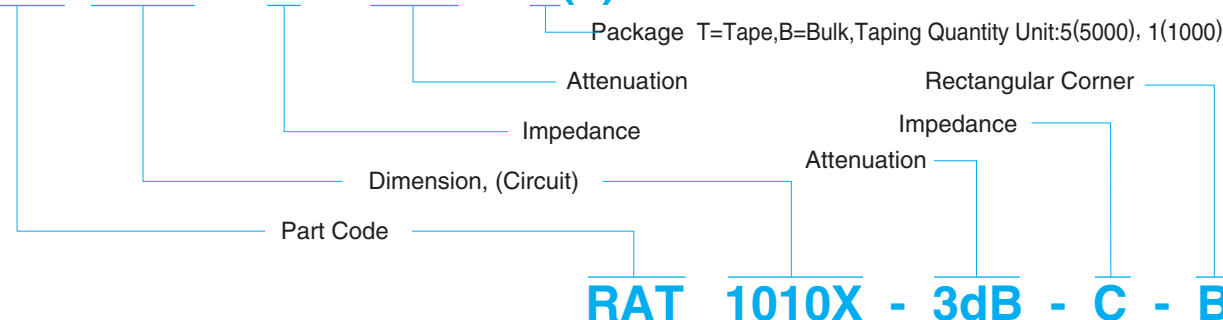 Package T=Tape,B=Bulk,Taping Quantity Unit:5(5000), 1(1000)
Attenuation
Rectangular Corner
Impedance
Impedance
Attenuation
Dimension, (Circuit)
Part Code
RAT 1010X - 3dB - C - B